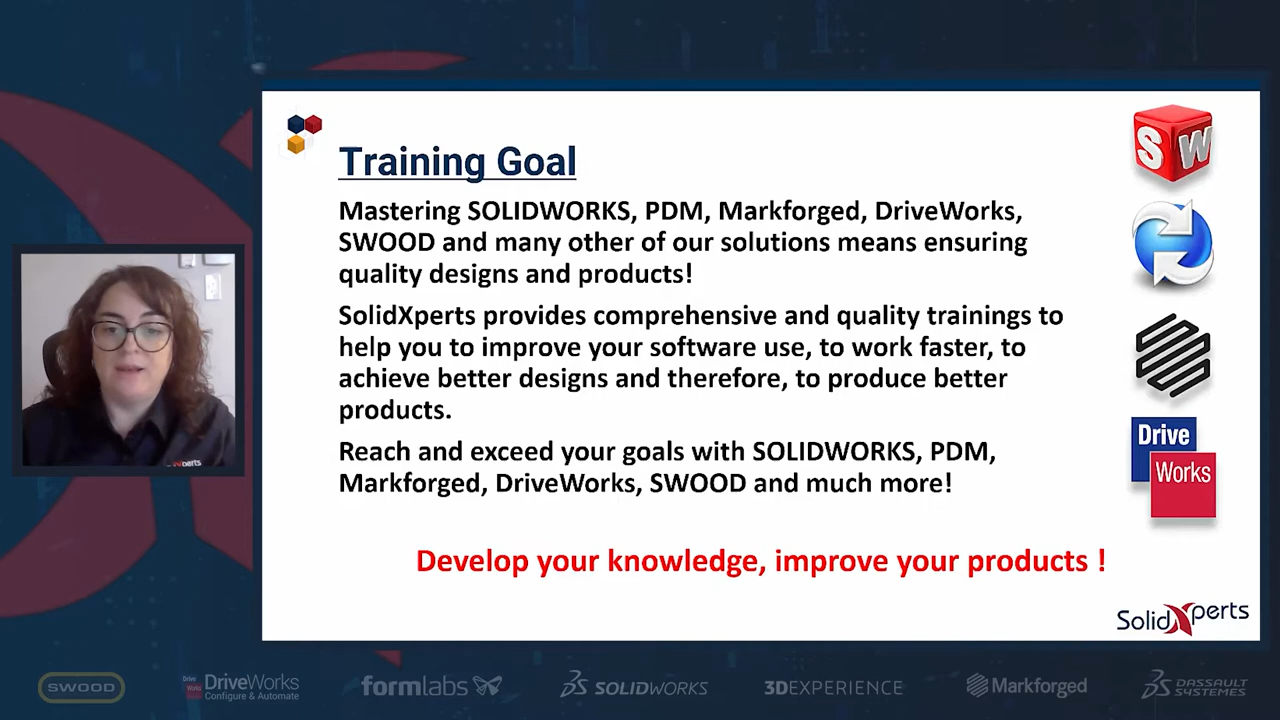 Training Goal
Mastering SOLIDWORKS, PDM, Markforged, DriveWorks,
SWOOD and many other of our solutions means ensuring
quality designs and products!
SolidXperts provides comprehensive and quality trainings to
help you to improve your software use, to work faster, to
achieve better designs and therefore, to produce better
products.
Reach and exceed your goals with SOLIDWORKS, PDM,
Markforged, DriveWorks, SWOOD and much more!
Develop your knowledge, improve your products !
S W
Drive
Works
SolidXperts
SWOOD
Drive
Works
DriveWorks
Configure & Automate
formlabs
SOLIDWORKS
3DEXPERIENCE
Markforged
DASSAULT
SYSTEMES